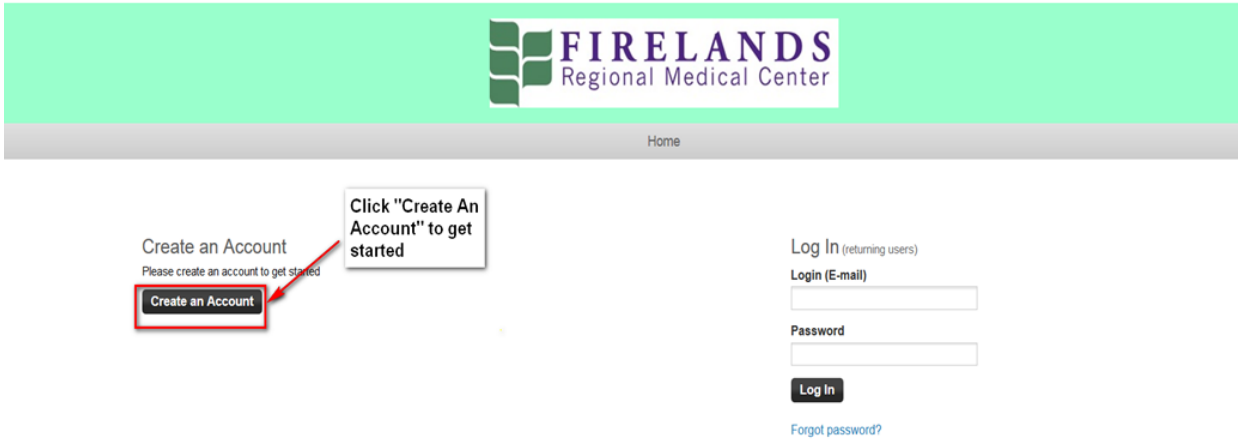 FIRELANDS
Regional Medical Center
Home
Click "Create An
Account" to get
started
Create an Account
Please create an account to get started
Create an Account
Log In (returning users)
Login (E-mail)
Password
Log In
Forgot password?